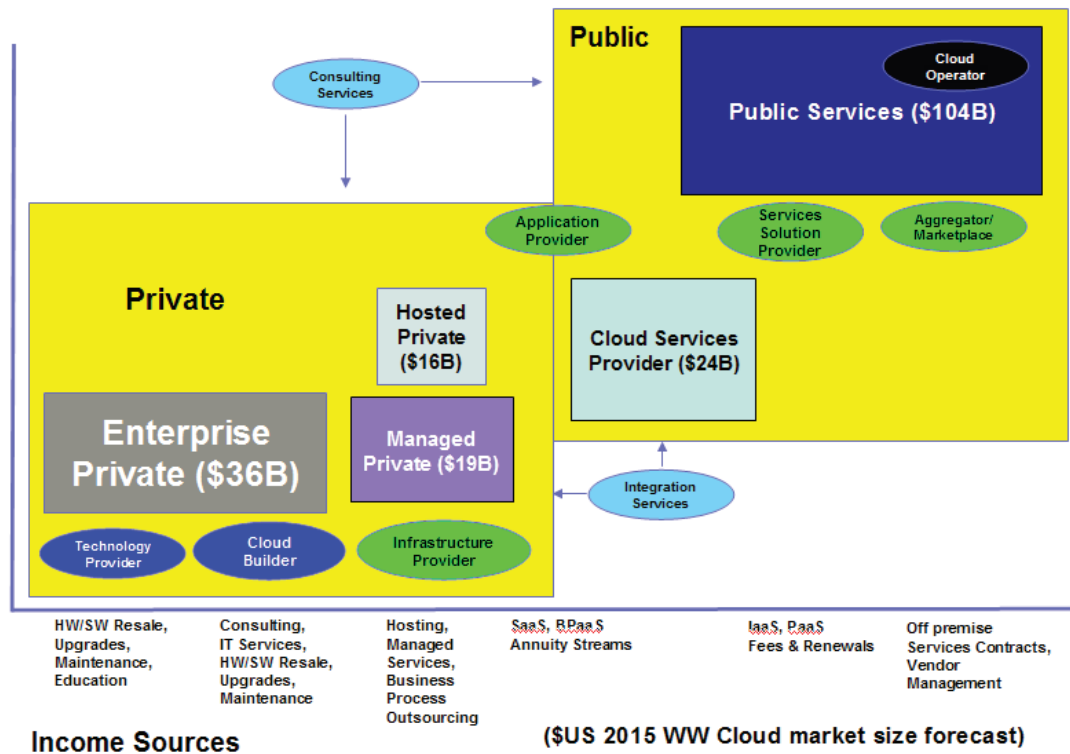 Public
Cloud
Operator
Public Services ($104B)
Consulting
Services
Application
Provider
Services
Solution
Provider
Aggregator/
Marketplace
Private
Hosted
Private
($16B)
Cloud Services
Provider ($24B)
Enterprise
Private ($36B)
Managed
Private ($19B)
Integration
Services
Technology
Provider
Cloud
Builder
Infrastructure
Provider
HW/SW Resale,
Upgrades,
Maintenance,
Education
Consulting,
IT Services,
HW/SW Resale,
Upgrades,
Maintenance
Hosting,
Managed
Services,
Business
Process
Outsourcing
SaaS, BPaaS
Annuity Streams
IaaS, PaaS
Fees & Renewals
Off premise
Services Contracts,
Vendor
Management
Income Sources
($US 2015 WW Cloud market size forecast)